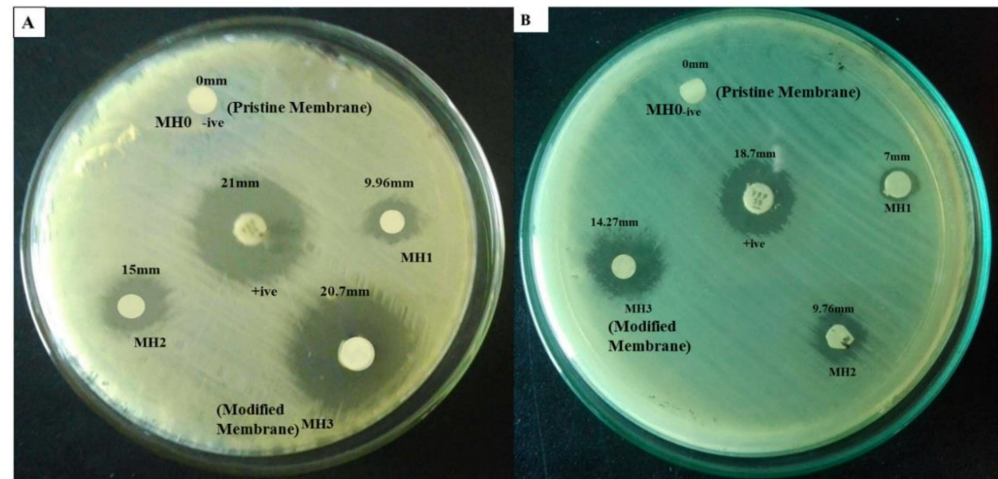 A
0mm
(Pristine Membrane)
MH0 -ive
21mm
9.96mm
MH1
15mm
+ive
20.7mm
MH2
(Modified
Membrane)
MH3
B
0mm
(Pristine Membrane)
MH0-ive
18.7mm
7mm
MH1
14.27mm
+ive
MH3
9.76mm
(Modified
Membrane)
MH2